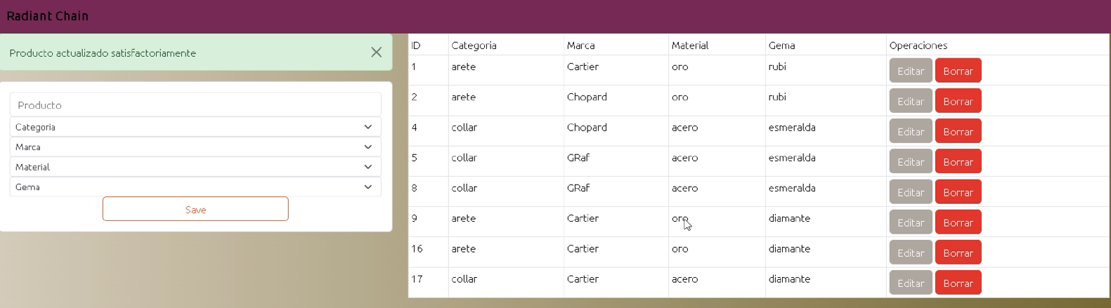 Radiant Chain
Producto actualizado satisfactoriamente
Producto
Categoria
Marca
Material
Gema
Save
ID Categoria Marca Material Gema Operaciones
1 arete Cartier oro rubi Editar Borrar
2 arete Chopard oro rubi Editar Borrar
4 collar Chopard acero esmeralda Editar Borrar
5 collar GRaf acero esmeralda Editar Borrar
8 collar GRaf acero esmeralda Editar Borrar
9 arete Cartier oro diamante Editar Borrar
16 arete Cartier oro diamante Editar Borrar
17 collar Cartier acero diamante Editar Borrar